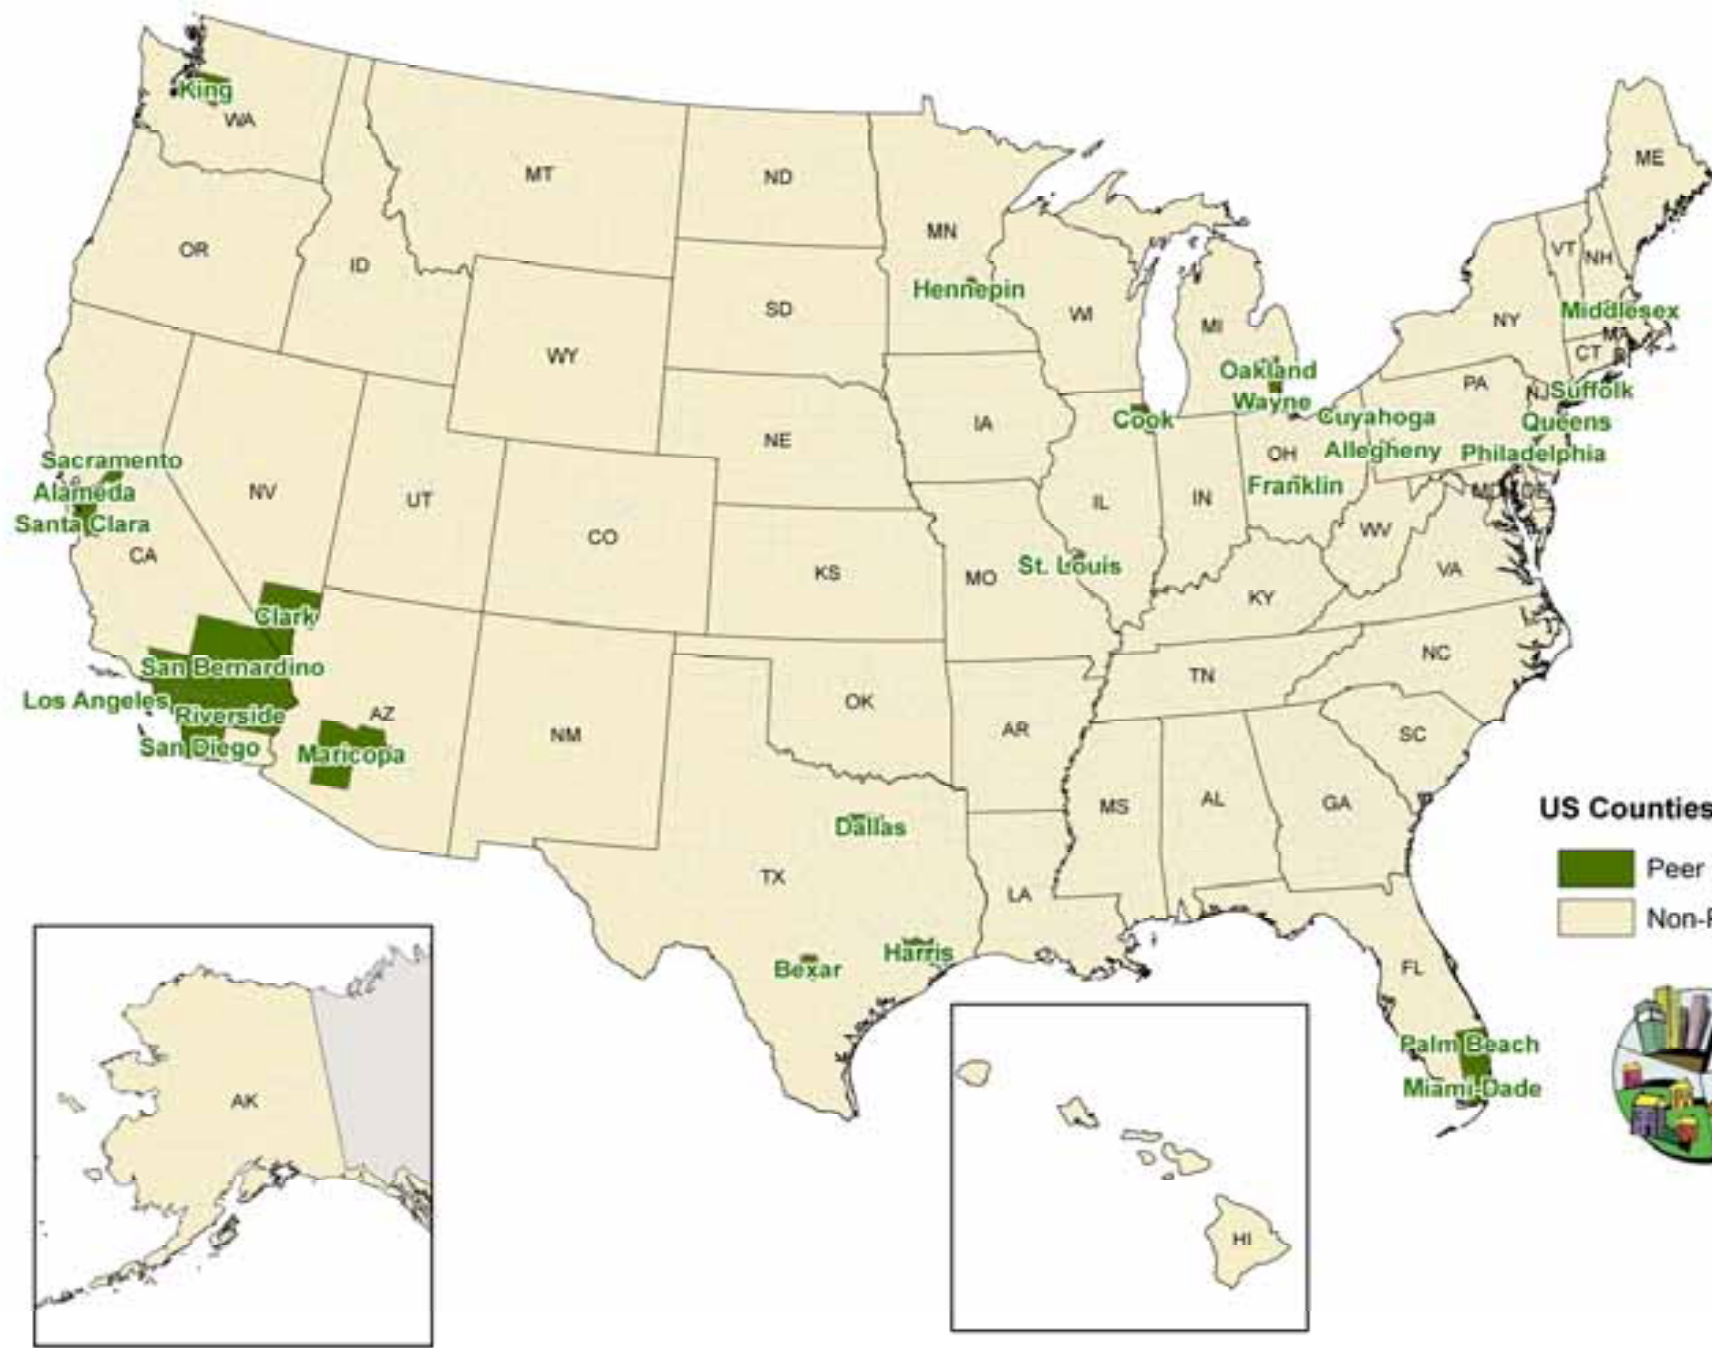 King
WA
MT
ND
ME
MN
OR
ID
VT
NH
Hennepin
SD
WI
MI
NY
Middlesex
MA
WY
CT
Oakland
PA
NJ
Suffolk
Wayne
Cuyahoga
Cook
Queens
IA
NE
OH
Allegheny
Philadelphia
Sacramento
Franklin
Alameda
NV
UT
IL
IN
DE
Santa Clara
CO
WV
CA
St. Louis
MO
KS
VA
KY
Clark
NC
San Bernardino
TN
Los Angeles
Riverside
AZ
OK
NM
AR
SC
San Diego
Maricopa
MS
AL
GA
US Counties
Dallas
Peer
TX
LA
Non-
Harris
Bexar
FL
Palm Beach
Miami-Dade
AK
HI